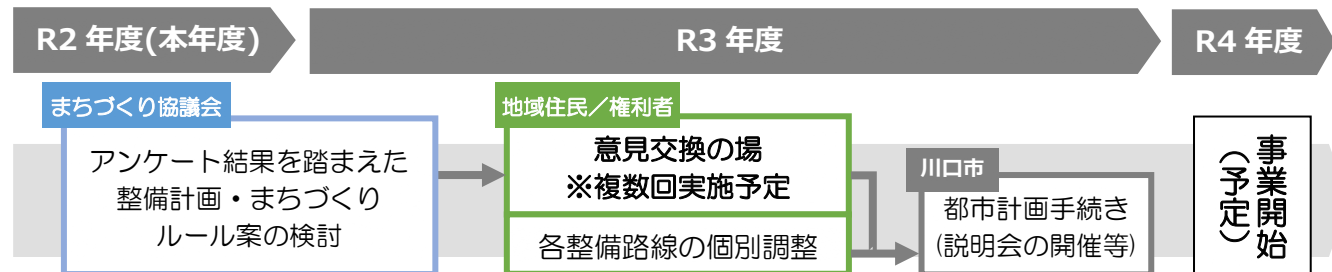 R2 年度(本年度)
R3 年度
R4 年度
まちづくり協議会
アンケート結果を踏まえた
整備計画・まちづくり
ルール案の検討
地域住民／権利者
意見交換の場
※複数回実施予定
各整備路線の個別調整
川口市
都市計画手続き
(説明会の開催等)
事業開始
（予定）